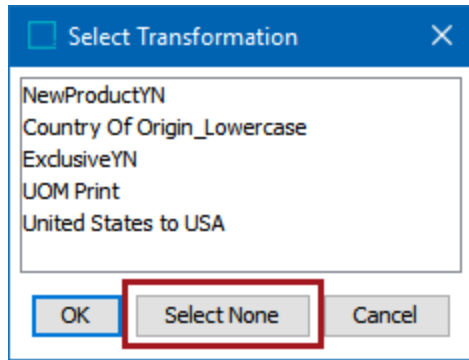 Select Transformation
NewProductYN
Country Of Origin_Lowercase
ExclusiveYN
UOM Print
United States to USA
OK Select None Cancel